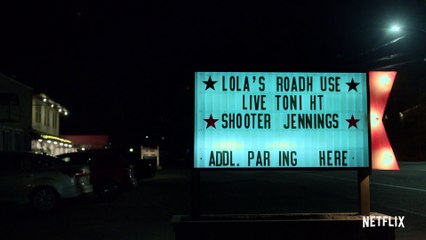 LOLA'S ROADH USE
LIVE TONI HT
SHOOTER JENNINGS
ADDL. PAR ING HERE
NETFLIX